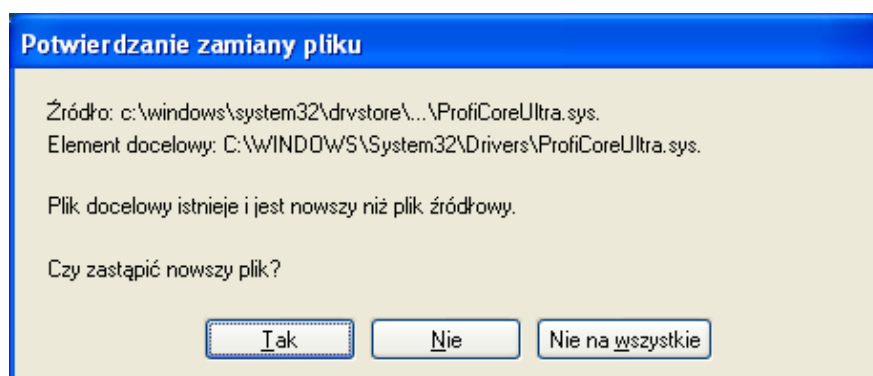 Potwierdzanie zamiany pliku
Źródło: c:\windows\system32\drvstore\...\ProfiCoreUltra.sys.
Element docelowy: C:\WINDOWS\System32\Drivers\ProfiCoreUltra.sys.
Plik docelowy istnieje i jest nowszy niż plik źródłowy.
Czy zastąpić nowszy plik?
Tak Nie Nie na wszystkie